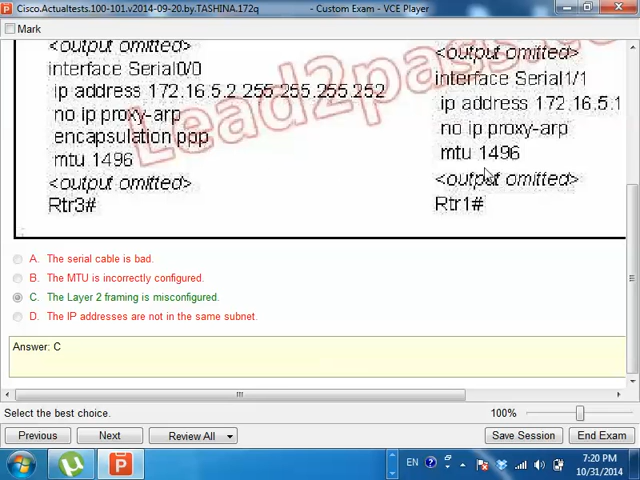 Cisco.Actualtests.100-101.v2014-09-20.by.TASHINA.172q - Custom Exam - VCE Player
Mark
<output omitted>
interface Serial0/0
ip address 172.16.5.2 255.255.255.252
no ip proxy-arp
encapsulation ppp
mtu 1496
<output omitted>
Rtr3#
<output omitted>
interface Serial1/1
ip address 172.16.5.1
no ip proxy-arp
mtu 1496
<output omitted>
Rtr1#
Lead2pass.com
A. The serial cable is bad.
B. The MTU is incorrectly configured.
C. The Layer 2 framing is misconfigured.
D. The IP addresses are not in the same subnet.
Answer: C
Select the best choice.
100%
Previous
Next
Review All
Save Session
End Exam
EN
7:20 PM
10/31/2014